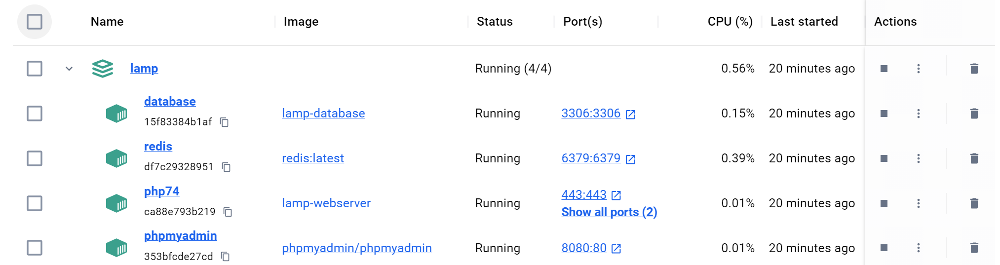 Name Image Status Port(s) CPU (%) Last started Actions
lamp Running (4/4) 0.56% 20 minutes ago
database
15f83384b1af lamp-database Running 3306:3306 0.15% 20 minutes ago
redis
df7c29328951 redis:latest Running 6379:6379 0.39% 20 minutes ago
php74
ca88e793b219 lamp-webserver Running 443:443 0.01% 20 minutes ago
Show all ports (2)
phpmyadmin
353bfcde27cd phpmyadmin/phpmyadmin Running 8080:80 0.01% 20 minutes ago